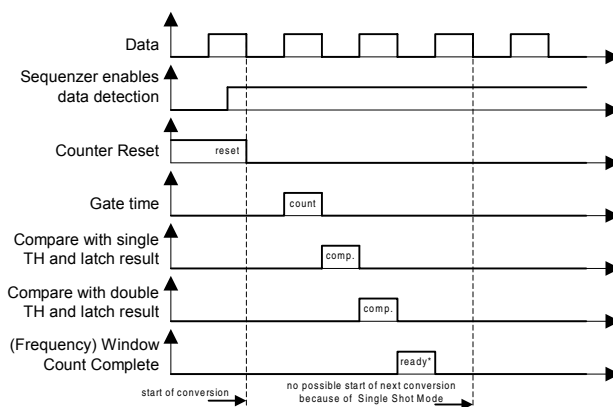 Data
Sequenzer enables
data detection
Counter Reset
reset
Gate time
count
Compare with single
TH and latch result
comp.
Compare with double
TH and latch result
comp.
(Frequency) Window
Count Complete
ready*
start of conversion
no possible start of next conversion
because of Single Shot Mode